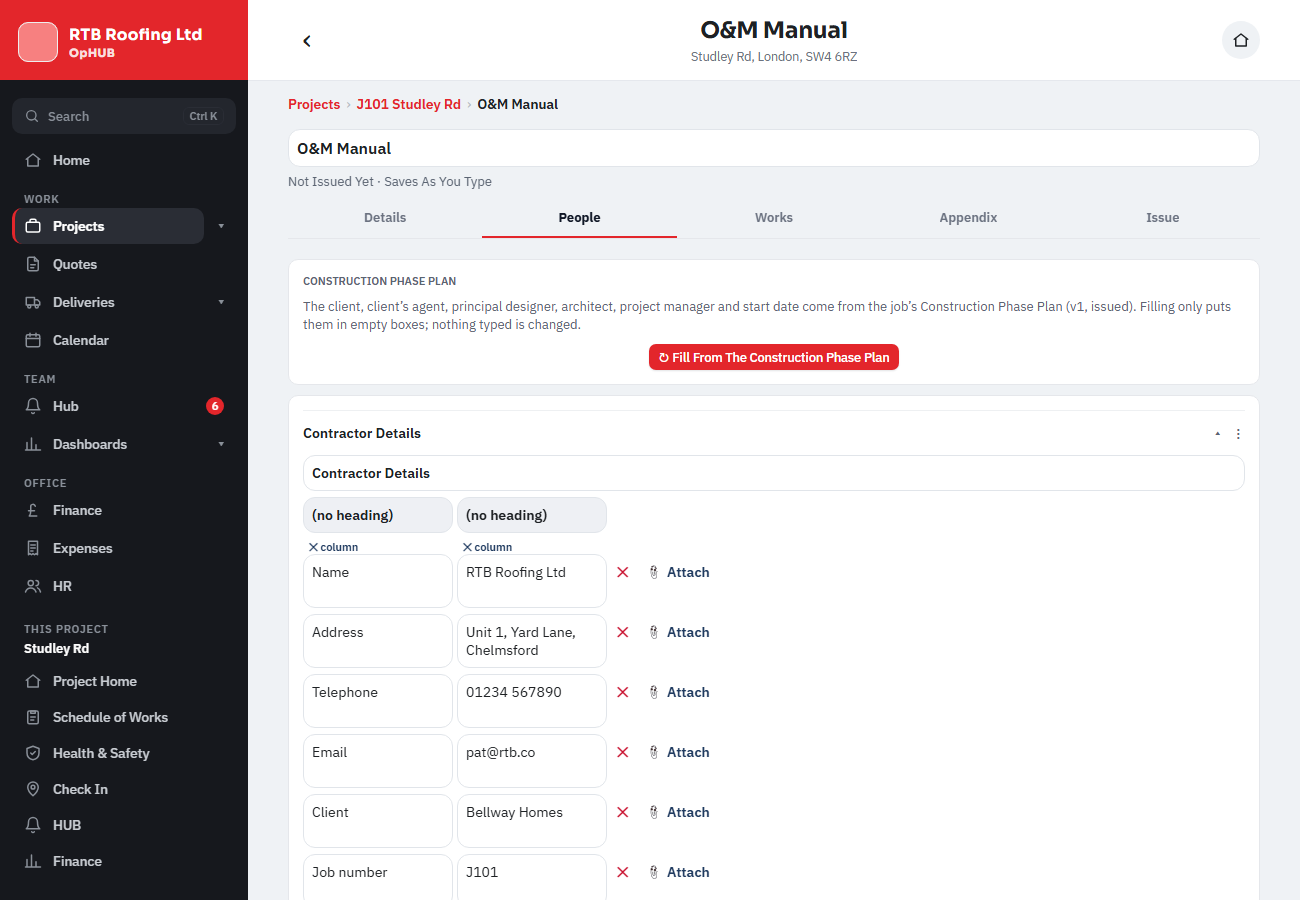 RTB Roofing Ltd
OpHUB
Search
Ctrl K
Home
WORK
Projects
Quotes
Deliveries
Calendar
TEAM
Hub
6
Dashboards
OFFICE
Finance
Expenses
HR
THIS PROJECT
Studley Rd
Project Home
Schedule of Works
Health & Safety
Check In
HUB
Finance
O&M Manual
Studley Rd, London, SW4 6RZ
Projects › J101 Studley Rd › O&M Manual
O&M Manual
Not Issued Yet · Saves As You Type
Details People Works Appendix Issue
CONSTRUCTION PHASE PLAN
The client, client’s agent, principal designer, architect, project manager and start date come from the job’s Construction Phase Plan (v1, issued). Filling only puts
them in empty boxes; nothing typed is changed.
↻ Fill From The Construction Phase Plan
Contractor Details
Contractor Details
(no heading) (no heading)
✕ column ✕ column
Name RTB Roofing Ltd ✕ Attach
Address Unit 1, Yard Lane,
Chelmsford ✕ Attach
Telephone 01234 567890 ✕ Attach
Email pat@rtb.co ✕ Attach
Client Bellway Homes ✕ Attach
Job number J101 ✕ Attach